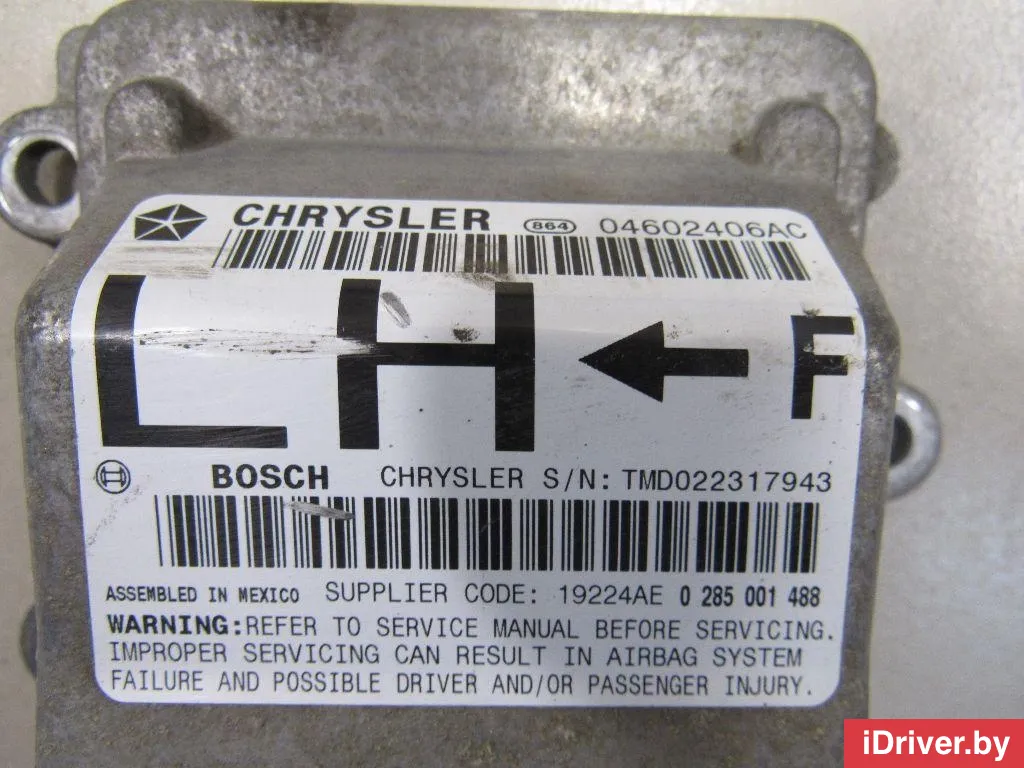 CHRYSLER 864 04602406AC
LH ← F
BOSCH CHRYSLER S/N: TMD022317943
ASSEMBLED IN MEXICO SUPPLIER CODE: 19224AE 0 285 001 488
WARNING: REFER TO SERVICE MANUAL BEFORE SERVICING.
IMPROPER SERVICING CAN RESULT IN AIRBAG SYSTEM
FAILURE AND POSSIBLE DRIVER AND/OR PASSENGER INJURY.
iDriver.by